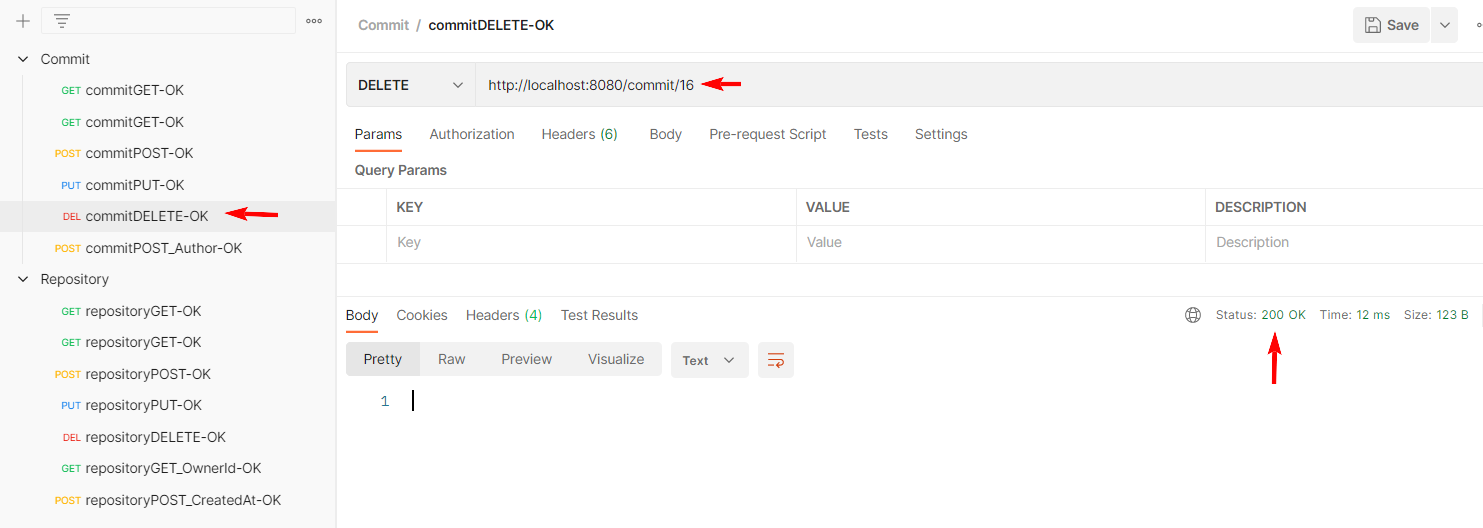 Commit / commitDELETE-OK
Save
Commit
GET commitGET-OK
GET commitGET-OK
POST commitPOST-OK
PUT commitPUT-OK
DEL commitDELETE-OK
POST commitPOST_Author-OK
Repository
GET repositoryGET-OK
GET repositoryGET-OK
POST repositoryPOST-OK
PUT repositoryPUT-OK
DEL repositoryDELETE-OK
GET repositoryGET_OwnerId-OK
POST repositoryPOST_CreatedAt-OK
DELETE http://localhost:8080/commit/16
Params Authorization Headers (6) Body Pre-request Script Tests Settings
Query Params
KEY VALUE DESCRIPTION
Key Value Description
Body Cookies Headers (4) Test Results Status: 200 OK Time: 12 ms Size: 123 B
Pretty Raw Preview Visualize Text
1